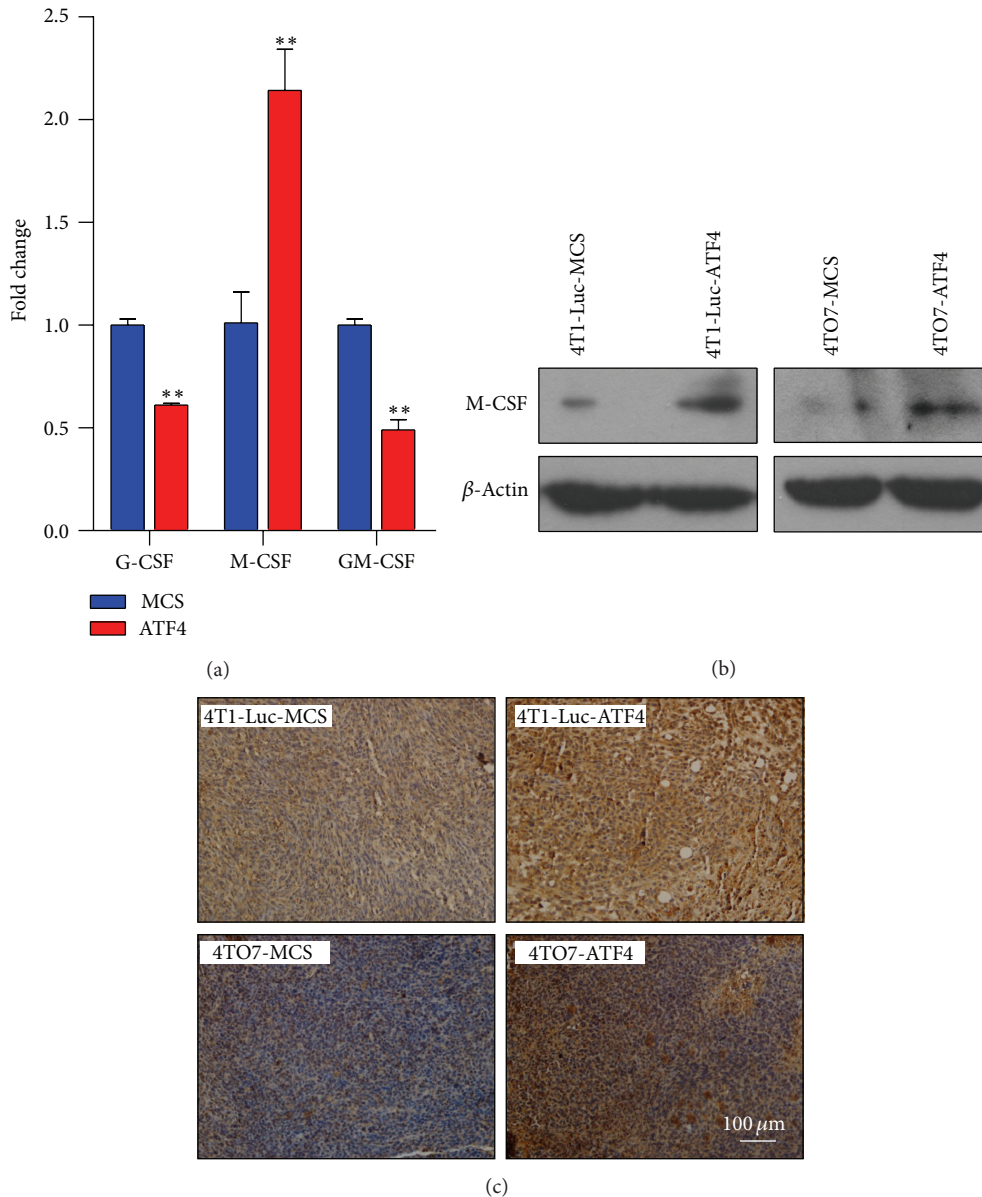 2.5
2.0
1.5
1.0
0.5
0.0
Fold change
**
**
**
G-CSF M-CSF GM-CSF
MCS
ATF4
(a)
4T1-Luc-MCS
4T1-Luc-ATF4
4TO7-MCS
4TO7-ATF4
M-CSF
β-Actin
(b)
4T1-Luc-MCS
4T1-Luc-ATF4
4TO7-MCS
4TO7-ATF4
100 μm
(c)